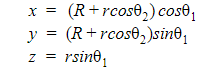 x = (R + rcosθ₂) cosθ₁
y = (R + rcosθ₂)sinθ₁
z = rsinθ₁